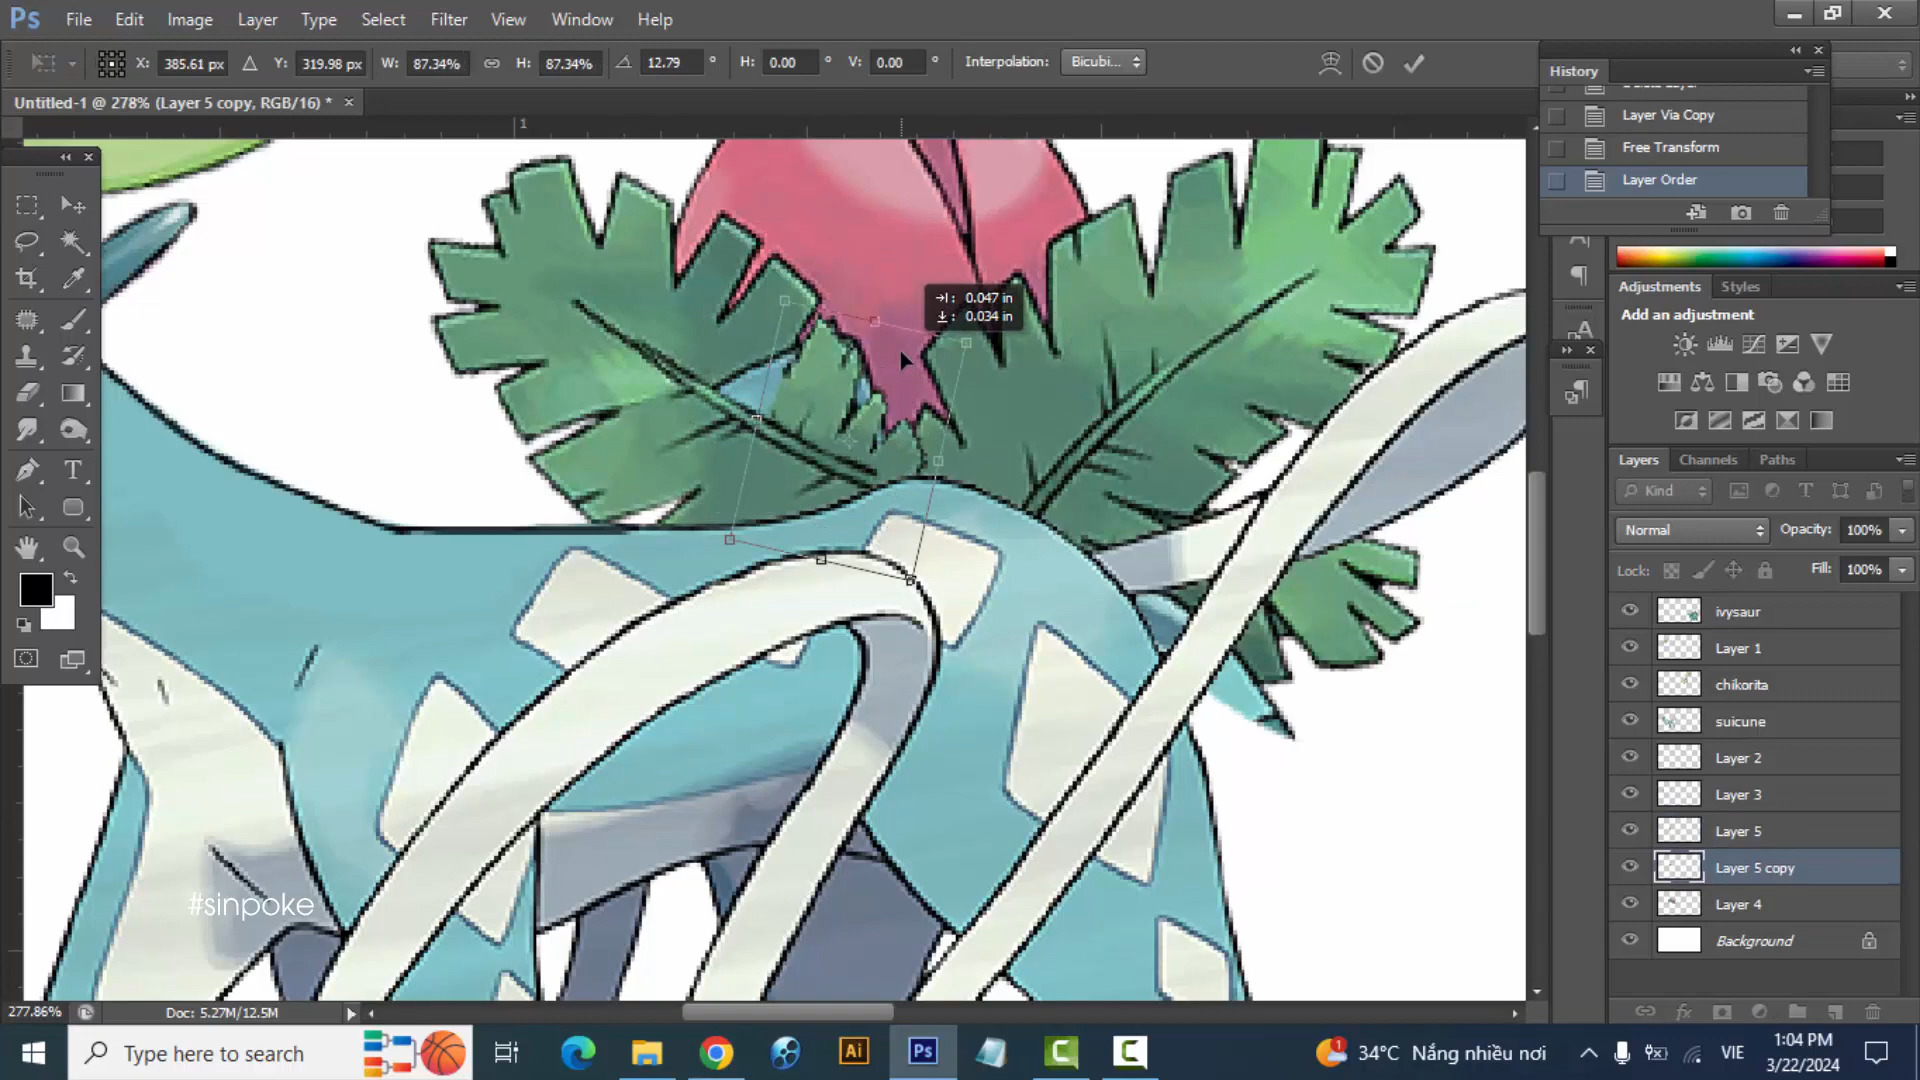 Ps File Edit Image Layer Type Select Filter View Window Help
X: 385.61 px Y: 319.98 px W: 87.34% H: 87.34% 12.79 ° H: 0.00 ° V: 0.00 ° Interpolation: Bicubi...
Untitled-1 @ 278% (Layer 5 copy, RGB/16) * ×
1
History
Layer Via Copy
Free Transform
Layer Order
0.047 in
0.034 in
Adjustments Styles
Add an adjustment
Layers Channels Paths
Kind
Normal Opacity: 100%
Lock: Fill: 100%
ivysaur
Layer 1
chikorita
suicune
Layer 2
Layer 3
Layer 5
Layer 5 copy
Layer 4
Background
#sinpoke
277.86% Doc: 5.27M/12.5M
Type here to search
Ai
Ps
1
34°C Nắng nhiều nơi
VIE
1:04 PM
3/22/2024